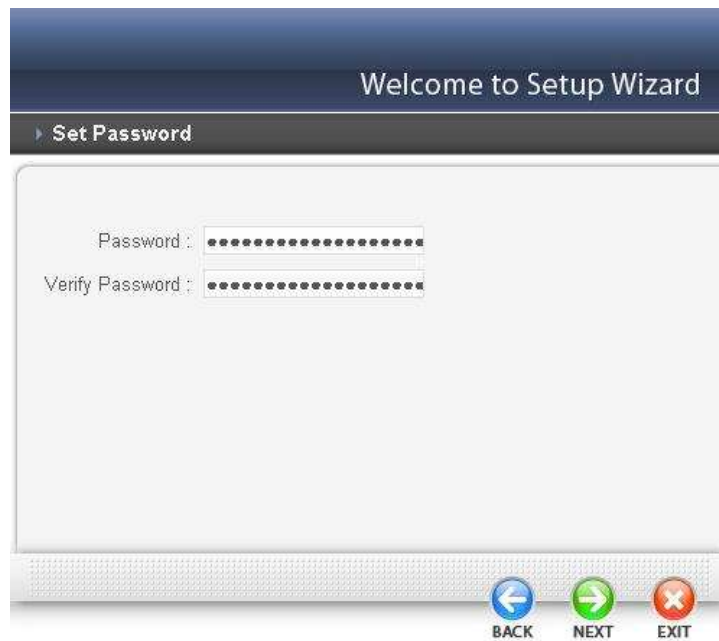 Welcome to Setup Wizard
Set Password
Password : •••••••••••••••••••
Verify Password : •••••••••••••••••••
BACK NEXT EXIT